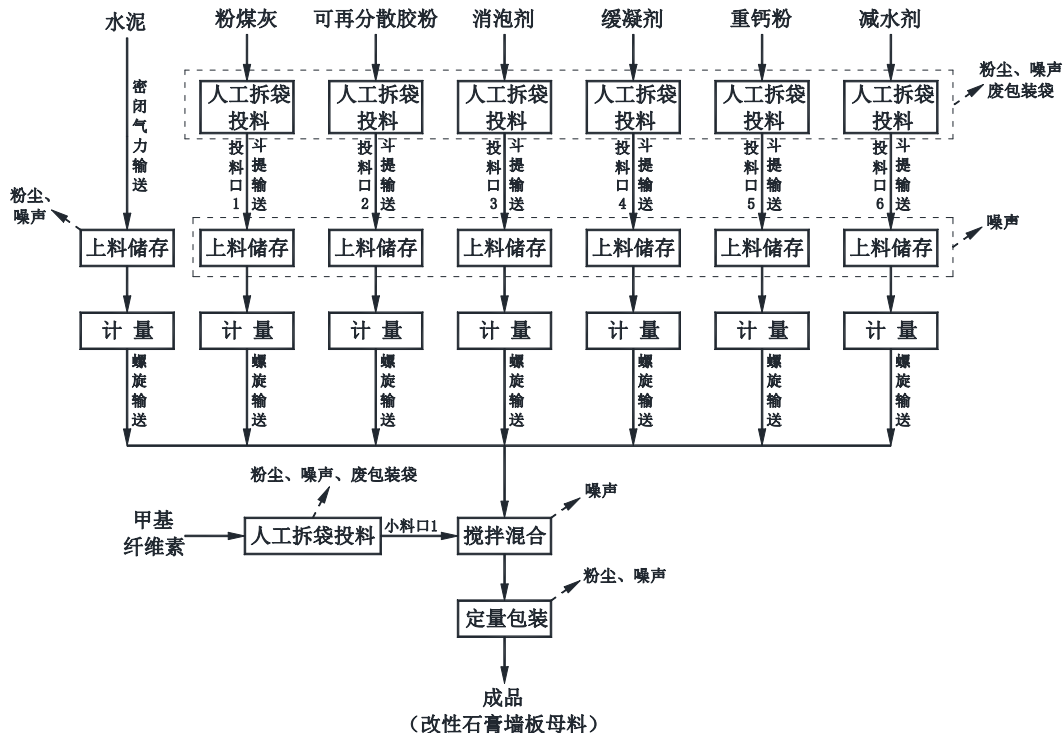 水泥
粉煤灰
可再分散胶粉
消泡剂
缓凝剂
重钙粉
减水剂
密闭气力输送
人工拆袋
投料
人工拆袋
投料
人工拆袋
投料
人工拆袋
投料
人工拆袋
投料
人工拆袋
投料
粉尘、噪声
废包装袋
投料口1
斗提输送
投料口2
斗提输送
投料口3
斗提输送
投料口4
斗提输送
投料口5
斗提输送
投料口6
斗提输送
粉尘、
噪声
上料储存
上料储存
上料储存
上料储存
上料储存
上料储存
上料储存
噪声
计 量
计 量
计 量
计 量
计 量
计 量
计 量
螺旋输送
螺旋输送
螺旋输送
螺旋输送
螺旋输送
螺旋输送
螺旋输送
粉尘、噪声、废包装袋
甲基
纤维素
人工拆袋投料
小料口1
搅拌混合
噪声
定量包装
粉尘、噪声
成品
（改性石膏墙板母料）